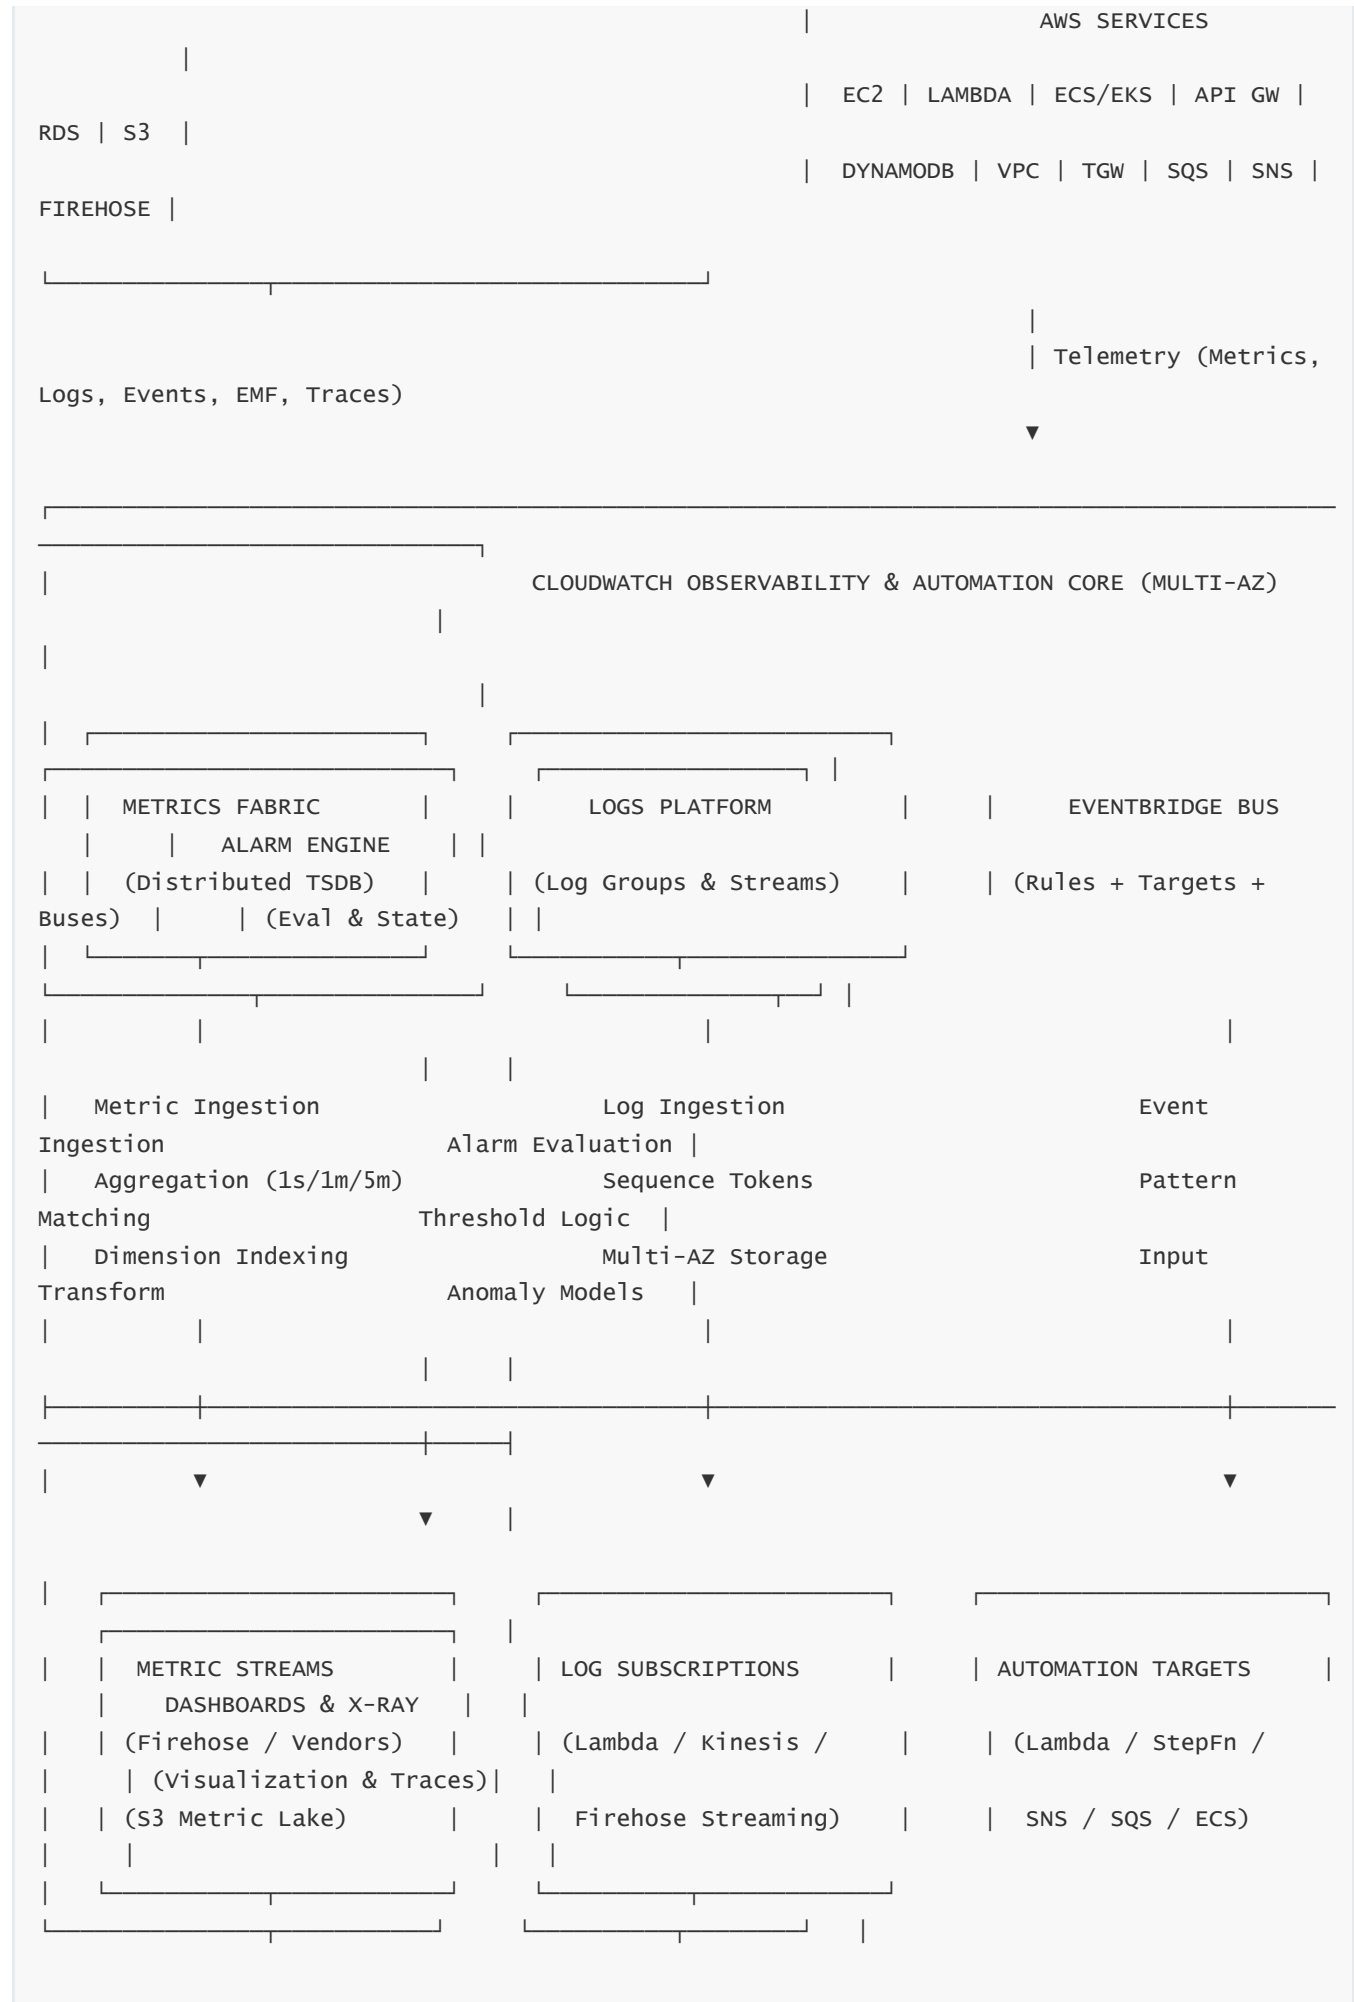 | AWS SERVICES
|
| EC2 | LAMBDA | ECS/EKS | API GW |
RDS | S3 |
| DYNAMODB | VPC | TGW | SQS | SNS |
FIREHOSE |
| Telemetry (Metrics,
Logs, Events, EMF, Traces)
▼
| CLOUDWATCH OBSERVABILITY & AUTOMATION CORE (MULTI-AZ)
|
| | METRICS FABRIC | | LOGS PLATFORM | | EVENTBRIDGE BUS
| | ALARM ENGINE | |
| | (Distributed TSDB) | | (Log Groups & Streams) | | (Rules + Targets +
Buses) | | (Eval & State) | |
| Metric Ingestion Log Ingestion Event
Ingestion Alarm Evaluation |
| Aggregation (1s/1m/5m) Sequence Tokens Pattern
Matching Threshold Logic |
| Dimension Indexing Multi-AZ Storage Input
Transform Anomaly Models |
| ▼ ▼ ▼
▼ |
| | METRIC STREAMS | | LOG SUBSCRIPTIONS | | AUTOMATION TARGETS |
| DASHBOARDS & X-RAY | |
| | (Firehose / Vendors) | | (Lambda / Kinesis / | | (Lambda / StepFn /
| | (Visualization & Traces)| |
| | (S3 Metric Lake) | | Firehose Streaming) | | SNS / SQS / ECS)
| | | |